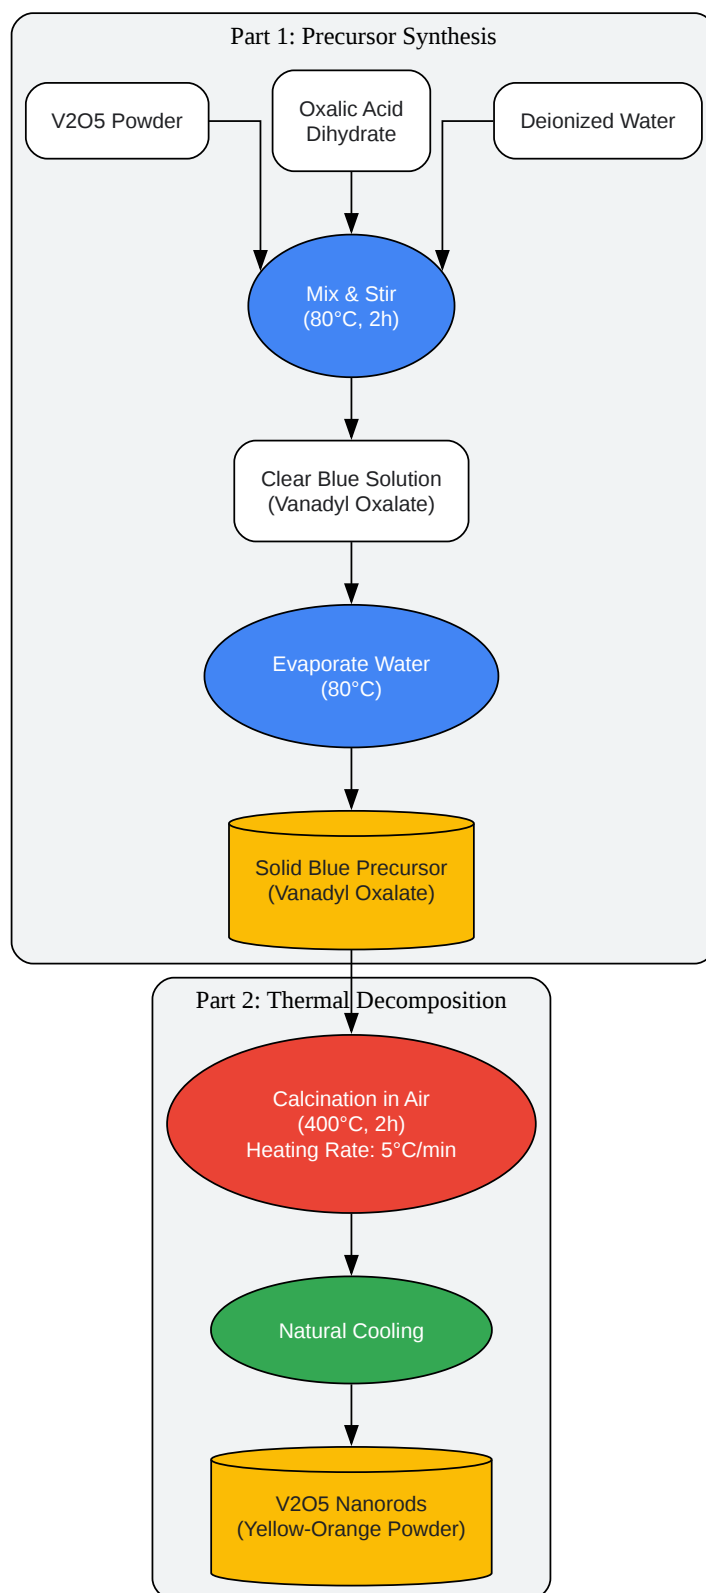 Part 1: Precursor Synthesis
V2O5 Powder
Oxalic Acid
Dihydrate
Deionized Water
Mix & Stir
(80°C, 2h)
Clear Blue Solution
(Vanadyl Oxalate)
Evaporate Water
(80°C)
Solid Blue Precursor
(Vanadyl Oxalate)
Part 2: Thermal Decomposition
Calcination in Air
(400°C, 2h)
Heating Rate: 5°C/min
Natural Cooling
V2O5 Nanorods
(Yellow-Orange Powder)